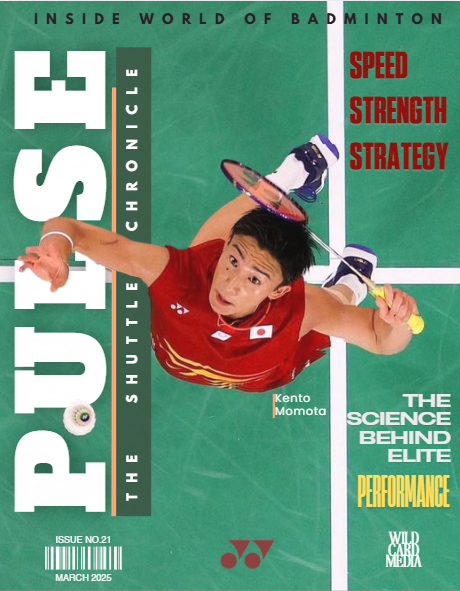 INSIDE WORLD OF BADMINTON
PULSE
THE SHUTTLE CHRONICLE
SPEED
STRENGTH
STRATEGY
Kento
Momota
THE
SCIENCE
BEHIND
ELITE
PERFORMANCE
ISSUE NO.21
MARCH 2025
WILD
CARD
MEDIA